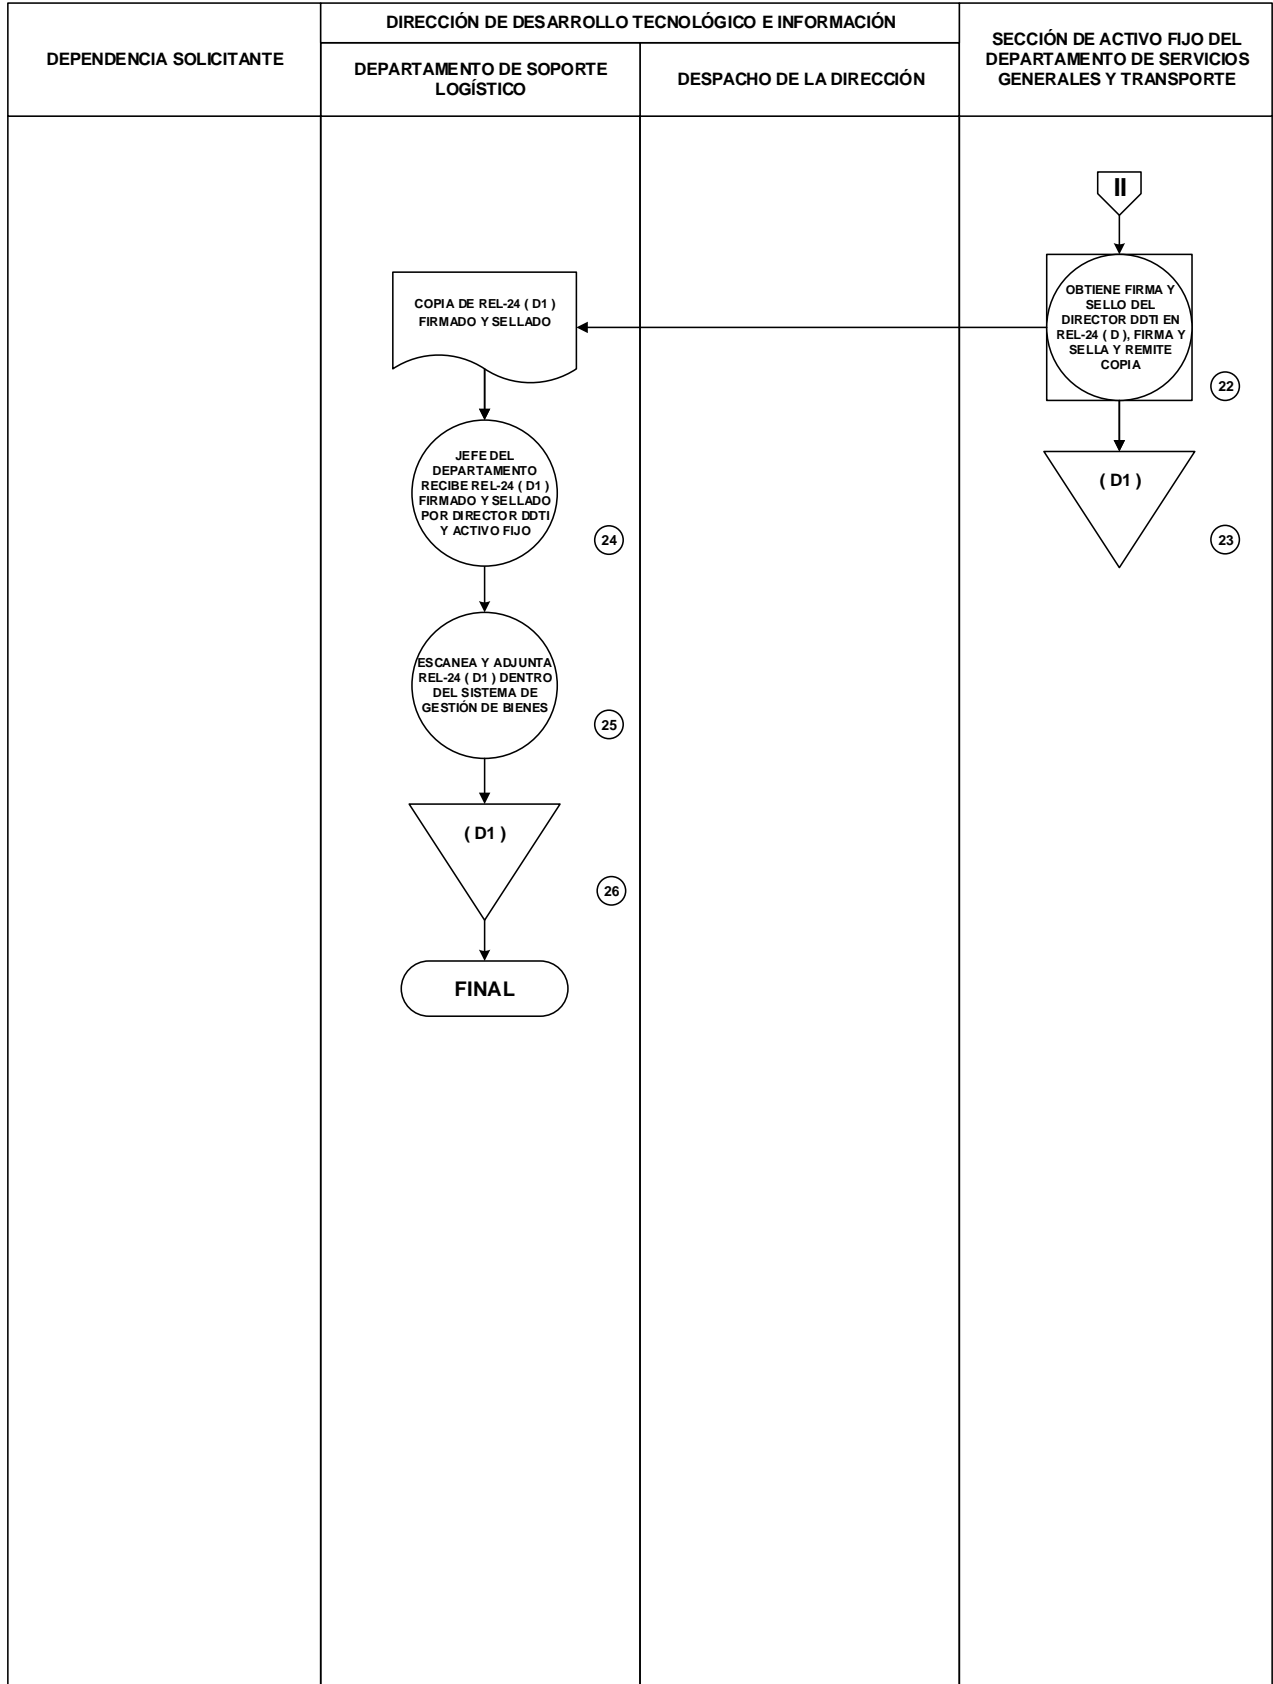 DEPENDENCIA SOLICITANTE
DIRECCIÓN DE DESARROLLO TECNOLÓGICO E INFORMACIÓN
DEPARTAMENTO DE SOPORTE
LOGÍSTICO
DESPACHO DE LA DIRECCIÓN
SECCIÓN DE ACTIVO FIJO DEL
DEPARTAMENTO DE SERVICIOS
GENERALES Y TRANSPORTE
II
OBTIENE FIRMA Y
SELLO DEL
DIRECTOR DDTI EN
REL-24 ( D ), FIRMA Y
SELLA Y REMITE
COPIA
22
( D1 )
23
COPIA DE REL-24 ( D1 )
FIRMADO Y SELLADO
JEFE DEL
DEPARTAMENTO
RECIBE REL-24 ( D1 )
FIRMADO Y SELLADO
POR DIRECTOR DDTI
Y ACTIVO FIJO
24
ESCANEA Y ADJUNTA
REL-24 ( D1 ) DENTRO
DEL SISTEMA DE
GESTIÓN DE BIENES
25
( D1 )
26
FINAL